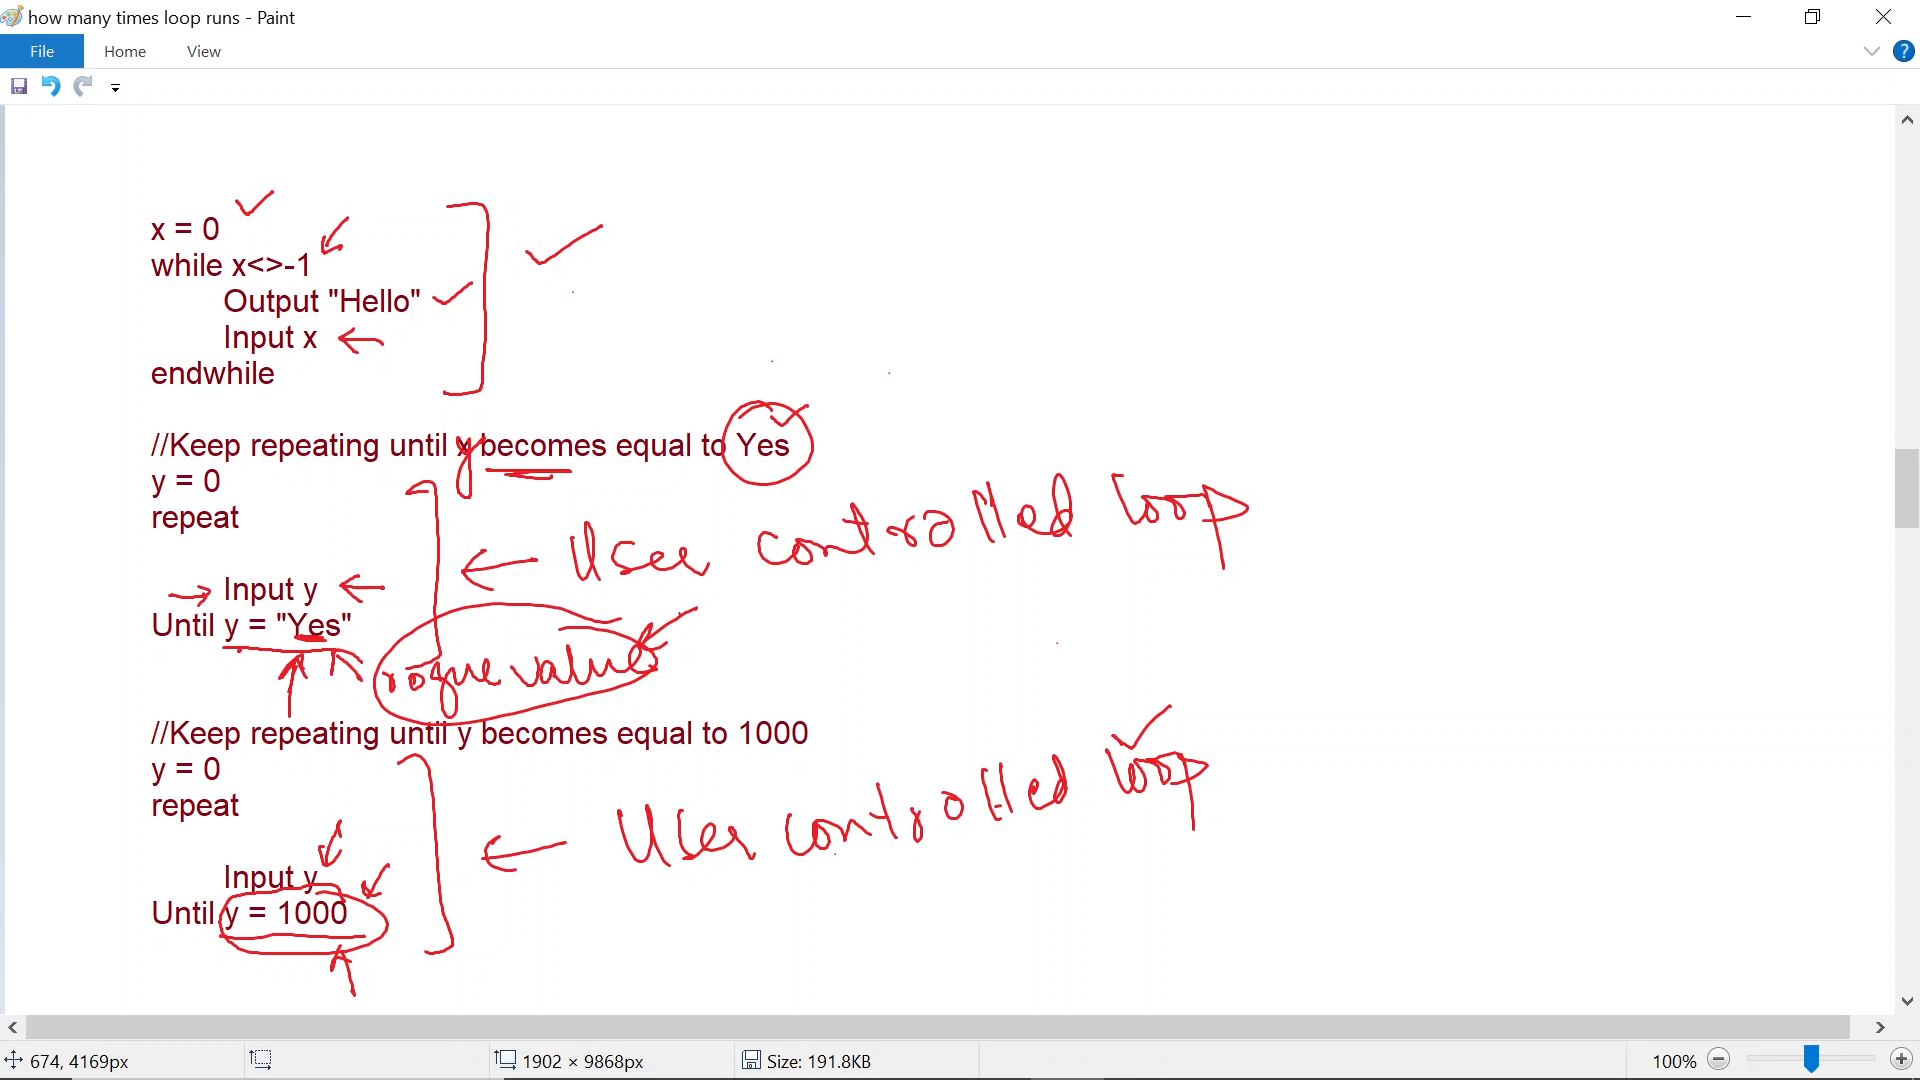 how many times loop runs - Paint
File Home View
x = 0
while x<>-1
Output "Hello"
Input x
endwhile
//Keep repeating until y becomes equal to Yes
y = 0
repeat
User controlled loop
Input y
Until y = "Yes"
rogue values
//Keep repeating until y becomes equal to 1000
y = 0
repeat
User controlled loop
Input y
Until y = 1000
674, 4169px 1902 × 9868px Size: 191.8KB 100%